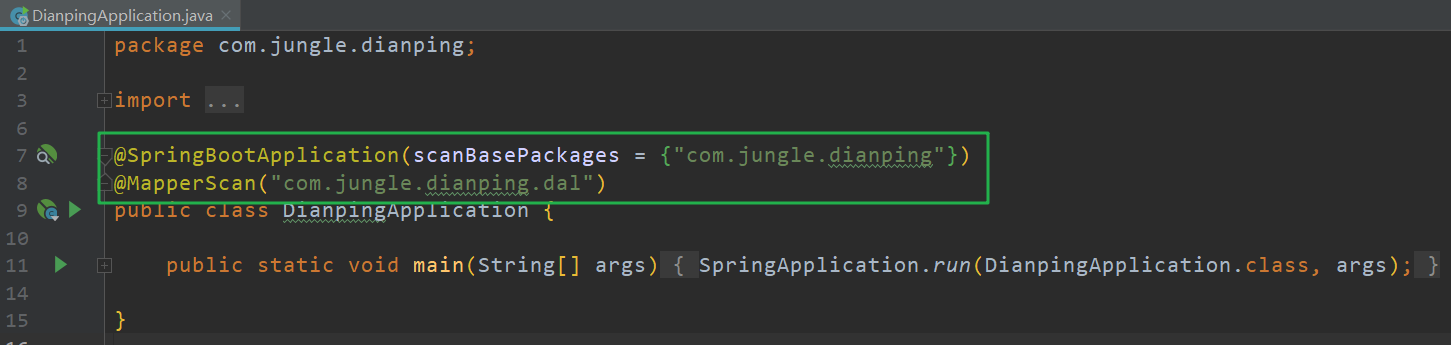 DianpingApplication.java
1 package com.jungle.dianping;
2
3 import ...
6
7 @SpringBootApplication(scanBasePackages = {"com.jungle.dianping"})
8 @MapperScan("com.jungle.dianping.dal")
9 public class DianpingApplication {
10
11 public static void main(String[] args) { SpringApplication.run(DianpingApplication.class, args); }
14
15 }
16